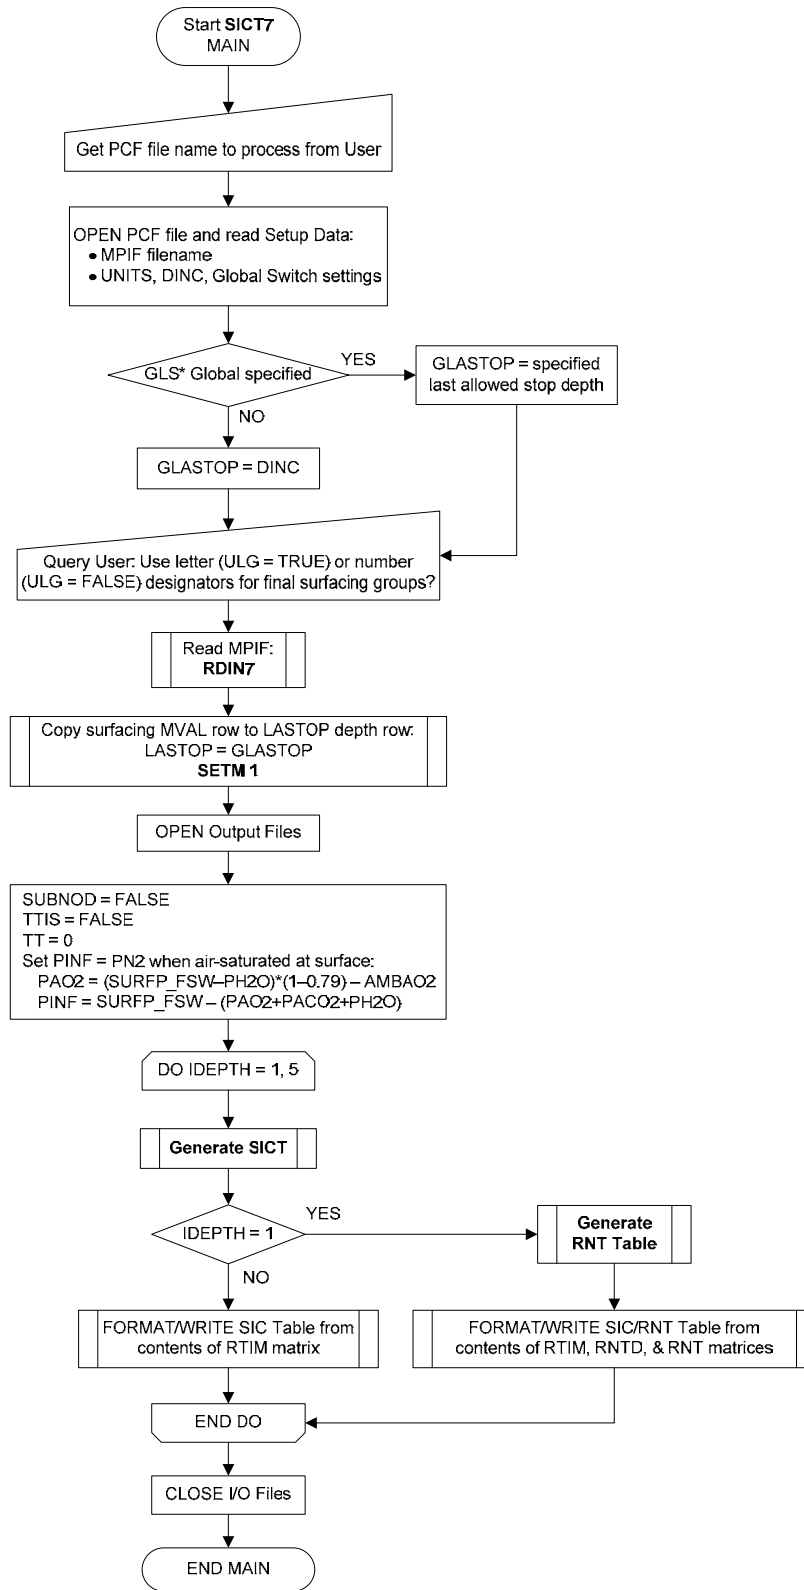 Start SICT7
MAIN
Get PCF file name to process from User
OPEN PCF file and read Setup Data:
• MPIF filename
• UNITS, DINC, Global Switch settings
GLS* Global specified
YES
GLASTOP = specified
last allowed stop depth
NO
GLASTOP = DINC
Query User: Use letter (ULG = TRUE) or number
(ULG = FALSE) designators for final surfacing groups?
Read MPIF:
RDIN7
Copy surfacing MVAL row to LASTOP depth row:
LASTOP = GLASTOP
SETM 1
OPEN Output Files
SUBNOD = FALSE
TTIS = FALSE
TT = 0
Set PINF = PN2 when air-saturated at surface:
PAO2 = (SURFP_FSW–PH2O)*(1–0.79) – AMBAO2
PINF = SURFP_FSW – (PAO2+PACO2+PH2O)
DO IDEPTH = 1, 5
Generate SICT
IDEPTH = 1
YES
Generate
RNT Table
NO
FORMAT/WRITE SIC Table from
contents of RTIM matrix
FORMAT/WRITE SIC/RNT Table from
contents of RTIM, RNTD, & RNT matrices
END DO
CLOSE I/O Files
END MAIN